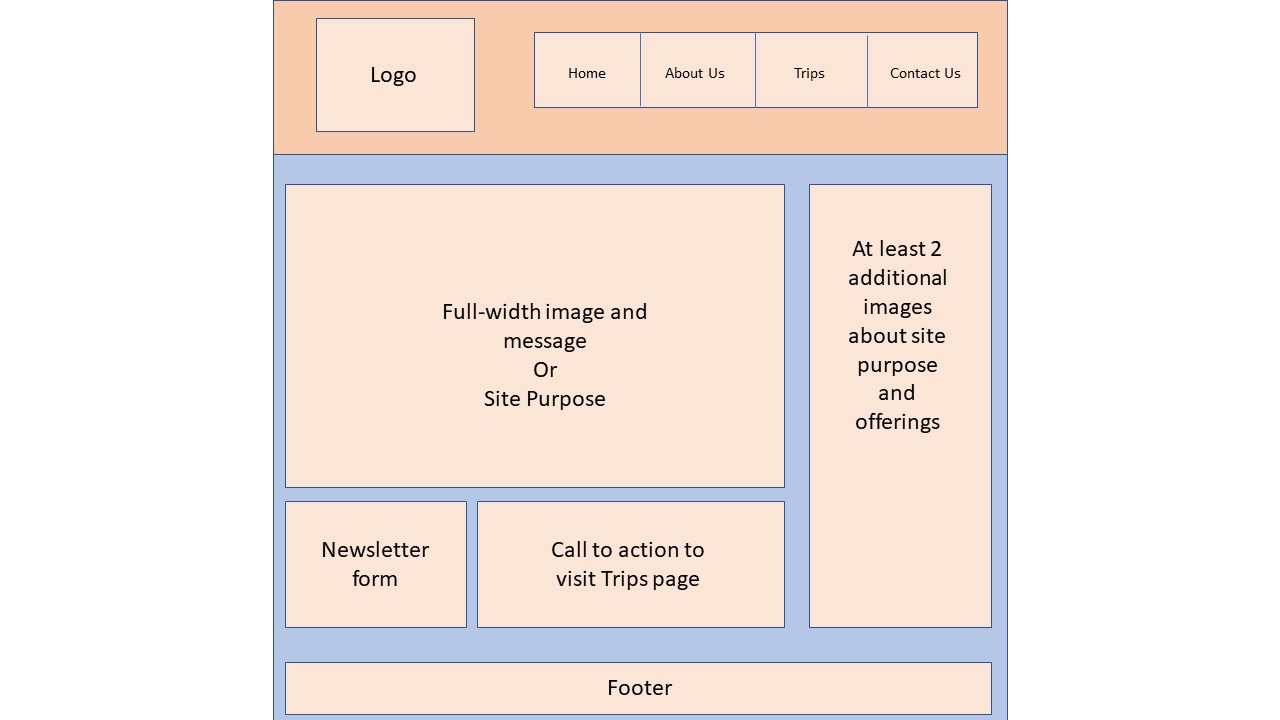 Logo
Home
About Us
Trips
Contact Us
Full-width image and
message
Or
Site Purpose
At least 2
additional
images
about site
purpose
and
offerings
Newsletter
form
Call to action to
visit Trips page
Footer